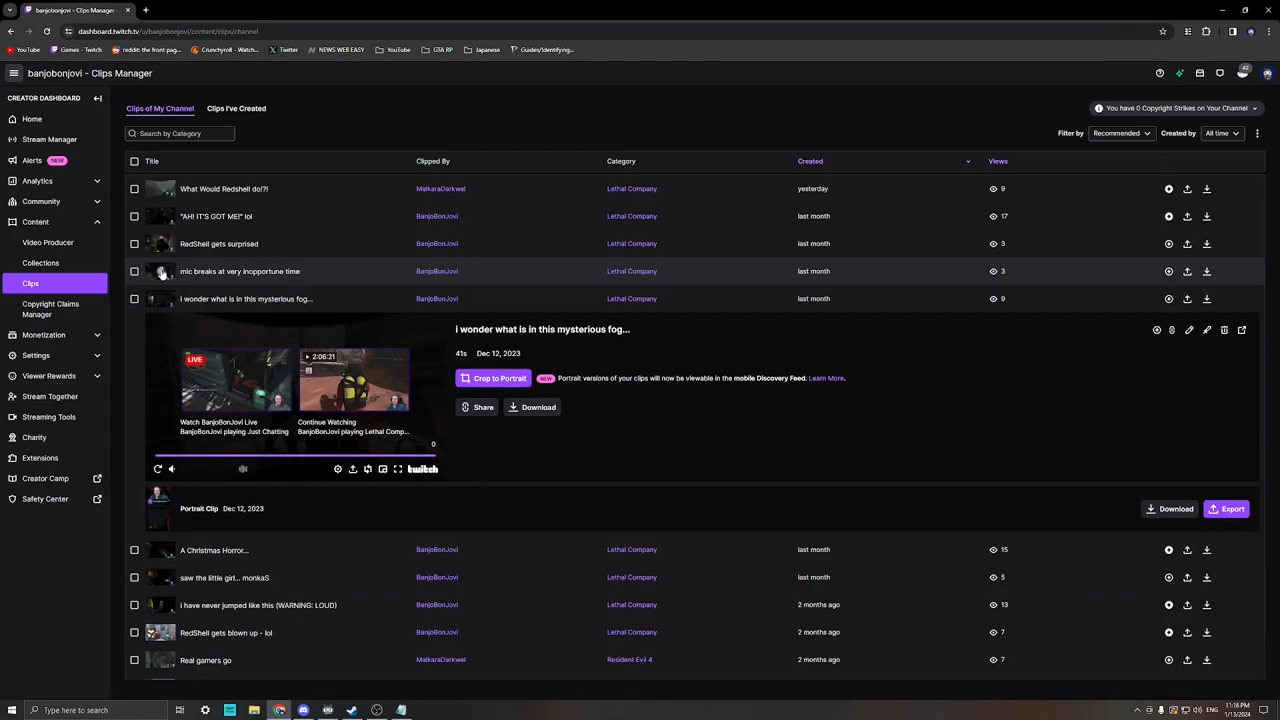 banjobonjovi - Clips Manager
dashboard.twitch.tv/u/banjobonjovi/content/clips/channel
YouTube
Games - Twitch
reddit: the front pag...
Crunchyroll - Watch...
Twitter
NEWS WEB EASY
YouTube
GTA RP
Japanese
Guides/Identifying...
banjobonjovi - Clips Manager
42
CREATOR DASHBOARD
Home
Stream Manager
Alerts NEW
Analytics
Community
Content
Video Producer
Collections
Clips
Copyright Claims
Manager
Monetization
Settings
Viewer Rewards
Stream Together
Streaming Tools
Charity
Extensions
Creator Camp
Safety Center
Clips of My Channel
Clips I've Created
You have 0 Copyright Strikes on Your Channel
Search by Category
Filter by Recommended Created by All time
Title Clipped By Category Created Views
What Would Redshell do!?! MalkaraDarkwel Lethal Company yesterday 9
"AH! IT'S GOT ME!" lol BanjoBonJovi Lethal Company last month 17
RedShell gets surprised BanjoBonJovi Lethal Company last month 3
mic breaks at very inopportune time BanjoBonJovi Lethal Company last month 3
i wonder what is in this mysterious fog... BanjoBonJovi Lethal Company last month 9
LIVE
2:06:21
Watch BanjoBonJovi Live
BanjoBonJovi playing Just Chatting
Continue Watching
BanjoBonJovi playing Lethal Comp...
0
twitch
i wonder what is in this mysterious fog...
41s Dec 12, 2023
Crop to Portrait NEW Portrait versions of your clips will now be viewable in the mobile Discovery Feed. Learn More.
Share Download
Portrait Clip Dec 12, 2023 Download Export
A Christmas Horror... BanjoBonJovi Lethal Company last month 15
saw the little girl... monkaS BanjoBonJovi Lethal Company last month 5
i have never jumped like this (WARNING: LOUD) BanjoBonJovi Lethal Company 2 months ago 13
RedShell gets blown up - lol BanjoBonJovi Lethal Company 2 months ago 7
Real gamers go MalkaraDarkwel Resident Evil 4 2 months ago 7
Type here to search
ENG
11:16 PM
1/13/2024